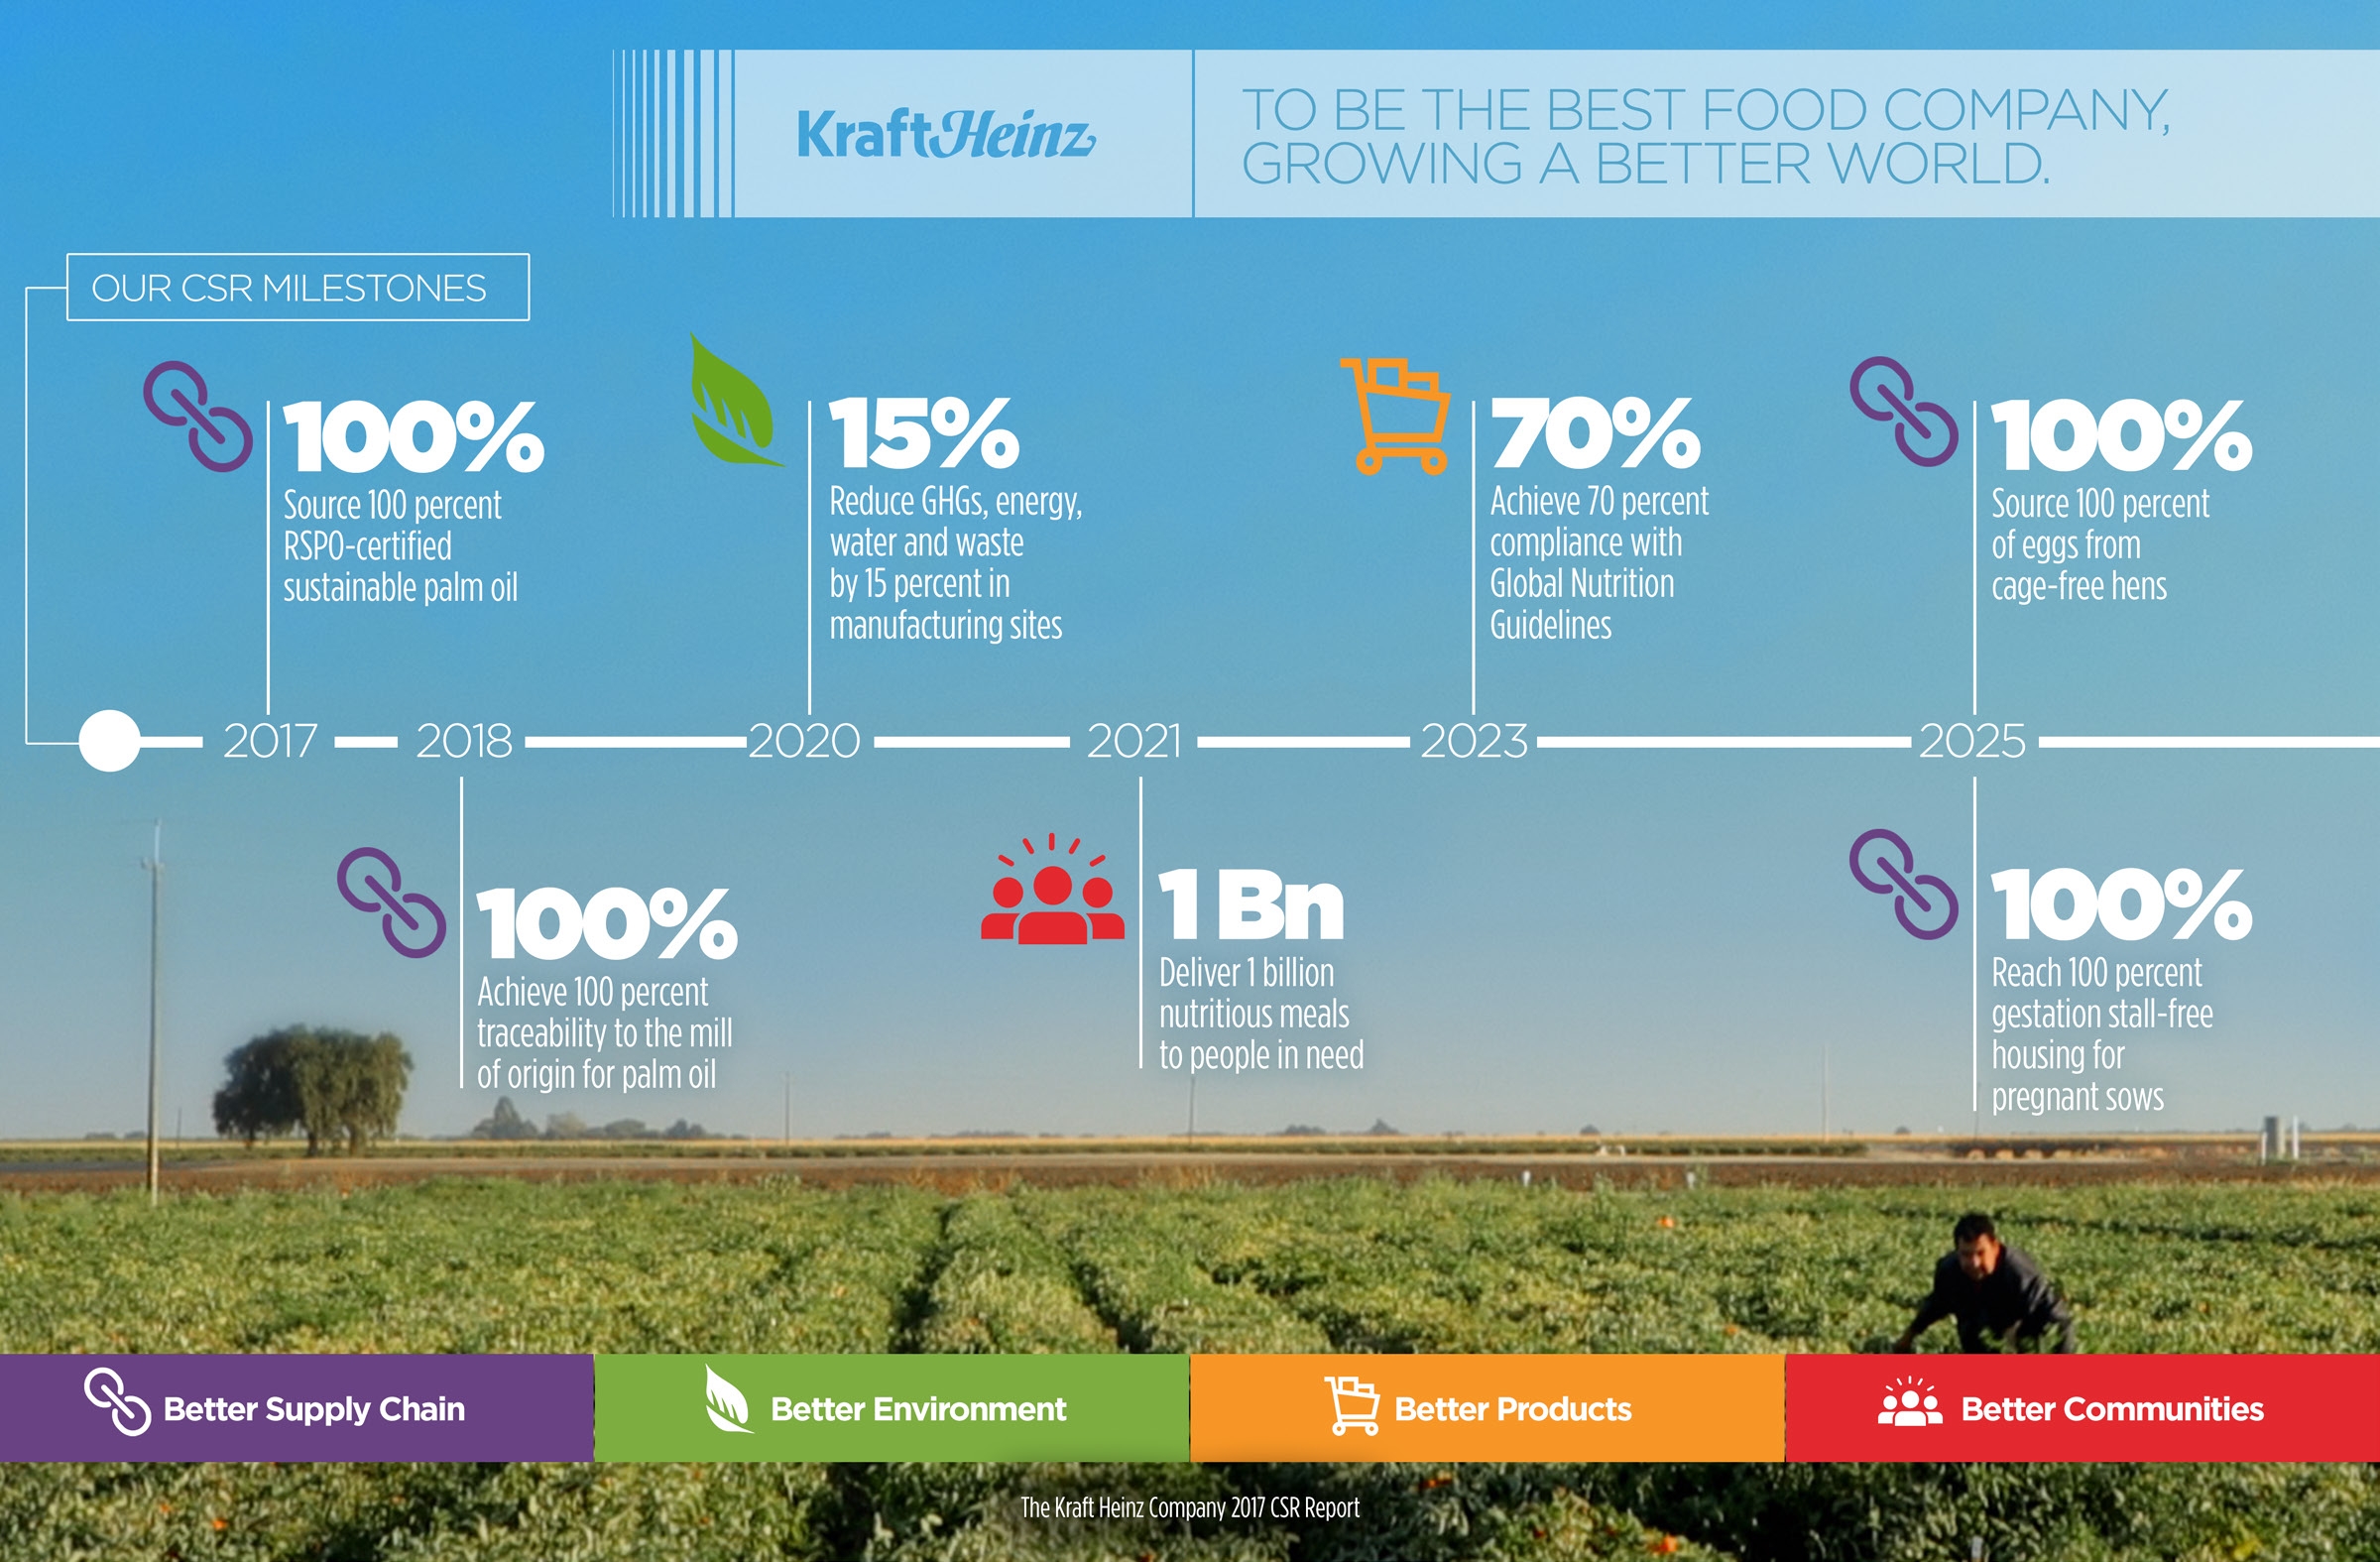 KraftHeinz
TO BE THE BEST FOOD COMPANY,
GROWING A BETTER WORLD.
OUR CSR MILESTONES
100%
Source 100 percent
RSPO-certified
sustainable palm oil
15%
Reduce GHGs, energy,
water and waste
by 15 percent in
manufacturing sites
70%
Achieve 70 percent
compliance with
Global Nutrition
Guidelines
100%
Source 100 percent
of eggs from
cage-free hens
2017 2018 2020 2021 2023 2025
100%
Achieve 100 percent
traceability to the mill
of origin for palm oil
1 Bn
Deliver 1 billion
nutritious meals
to people in need
100%
Reach 100 percent
gestation stall-free
housing for
pregnant sows
Better Supply Chain
Better Environment
Better Products
Better Communities
The Kraft Heinz Company 2017 CSR Report